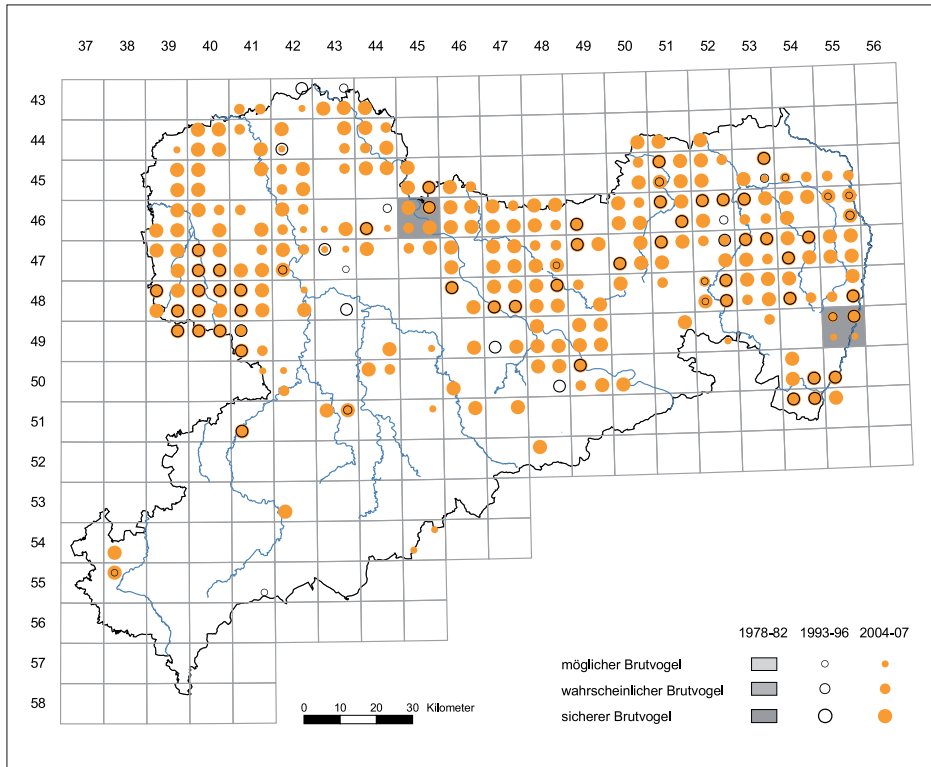 37 38 39 40 41 42 43 44 45 46 47 48 49 50 51 52 53 54 55 56
43
44
45
46
47
48
49
50
51
52
53
54
55
56
57
58
1978-82 1993-96 2004-07
möglicher Brutvogel
wahrscheinlicher Brutvogel
sicherer Brutvogel
0 10 20 30 Kilometer